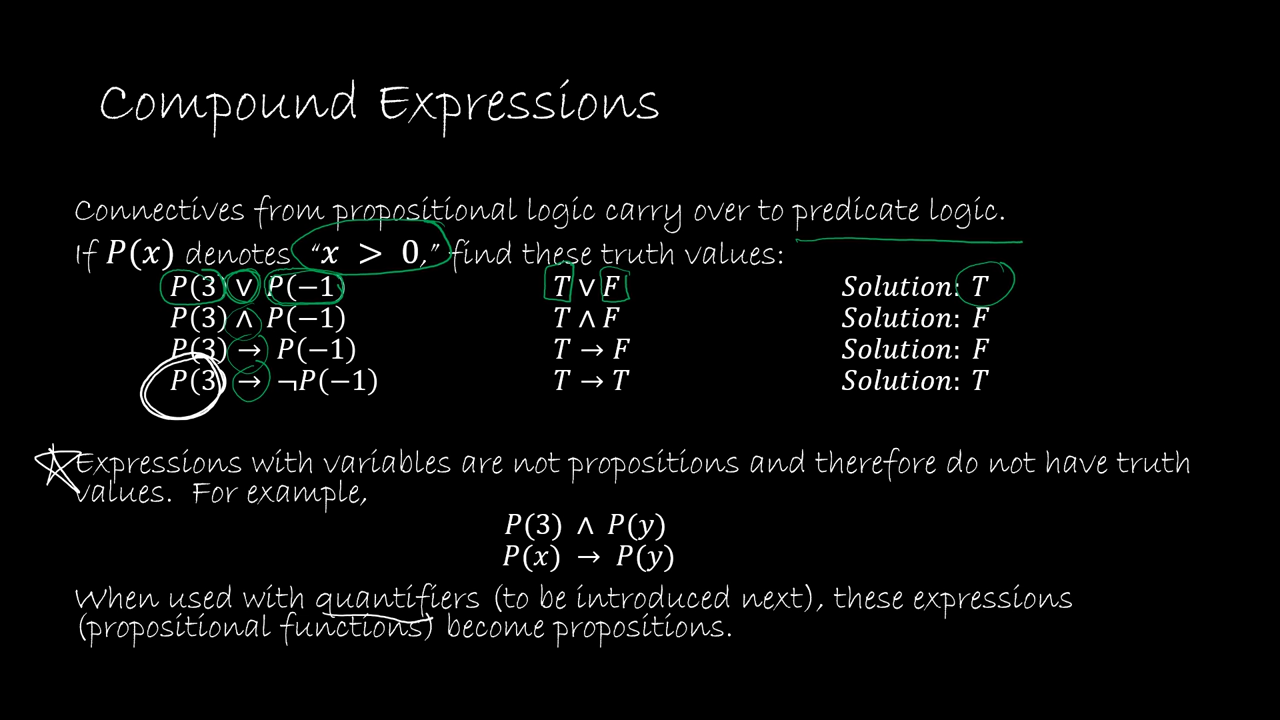 Compound Expressions
Connectives from propositional logic carry over to predicate logic.
If P(x) denotes “x > 0,” find these truth values:
P(3) ∨ P(−1) T ∨ F Solution: T
P(3) ∧ P(−1) T ∧ F Solution: F
P(3) → P(−1) T → F Solution: F
P(3) → ¬P(−1) T → T Solution: T
Expressions with variables are not propositions and therefore do not have truth
values. For example,
P(3) ∧ P(y)
P(x) → P(y)
When used with quantifiers (to be introduced next), these expressions
(propositional functions) become propositions.